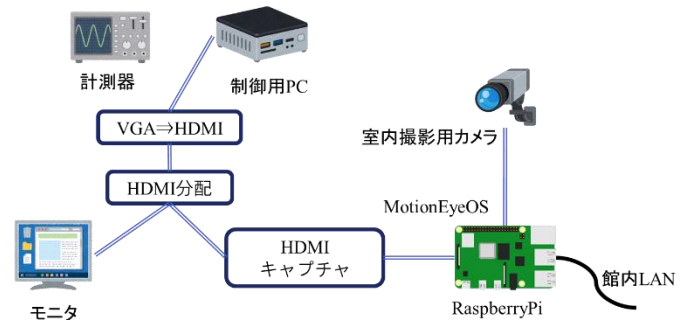 計測器
制御用PC
VGA⇒HDMI
室内撮影用カメラ
HDMI分配
MotionEyeOS
HDMI
キャプチャ
館内LAN
モニタ
RaspberryPi